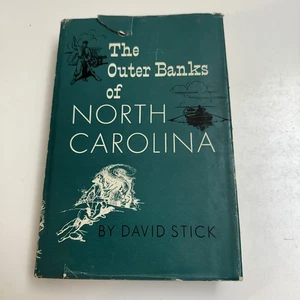 The
Outer Banks
of
NORTH
CAROLINA
BY DAVID STICK